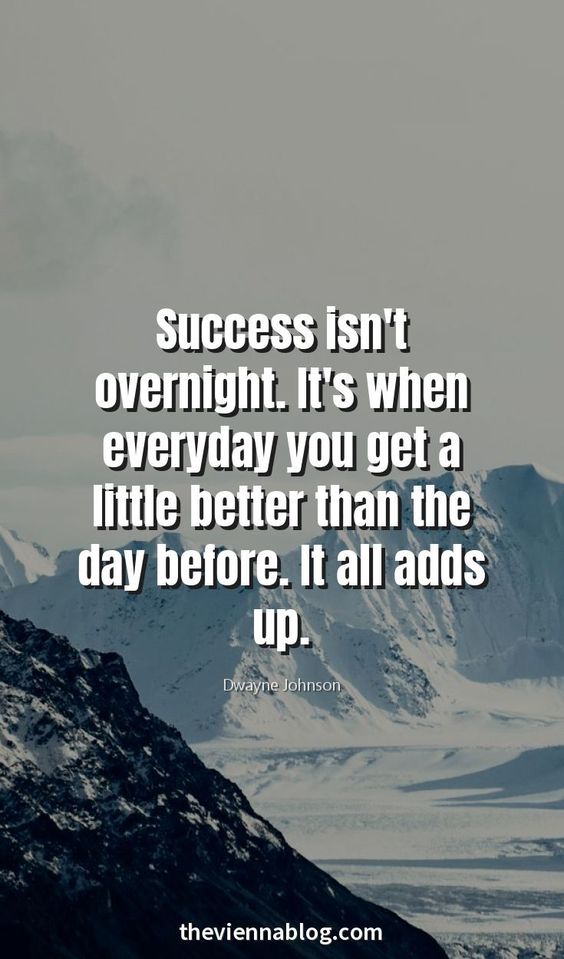 Success isn't
overnight. It's when
everyday you get a
little better than the
day before. It all adds
up.
Dwayne Johnson
theviennablog.com